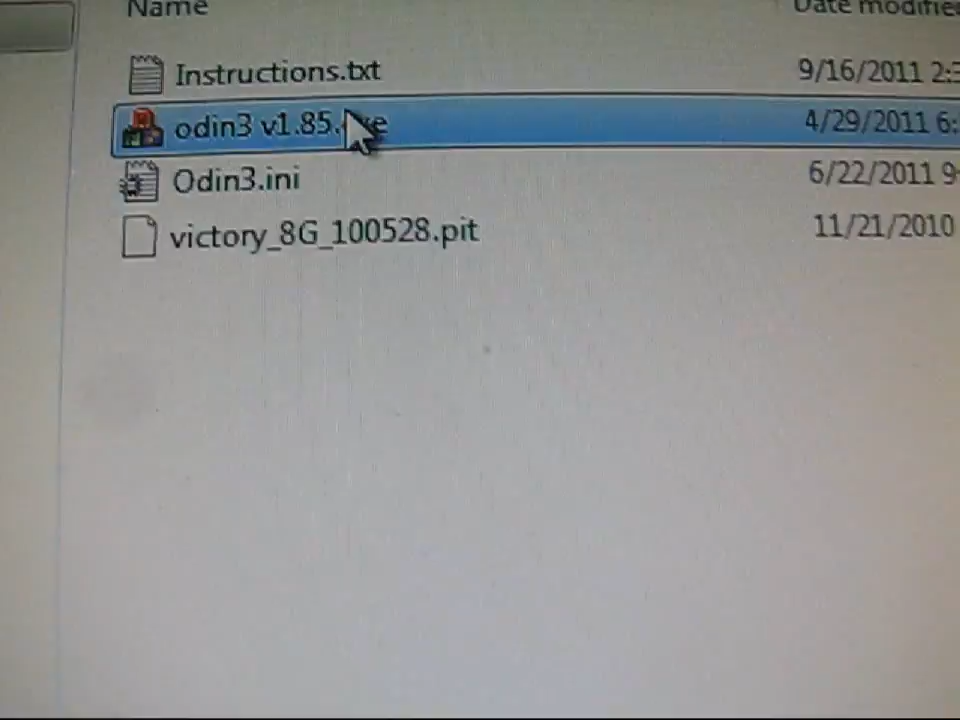 Name Date modified
Instructions.txt 9/16/2011 2:3
odin3 v1.85. e 4/29/2011 6:
Odin3.ini 6/22/2011 9
victory_8G_100528.pit 11/21/2010